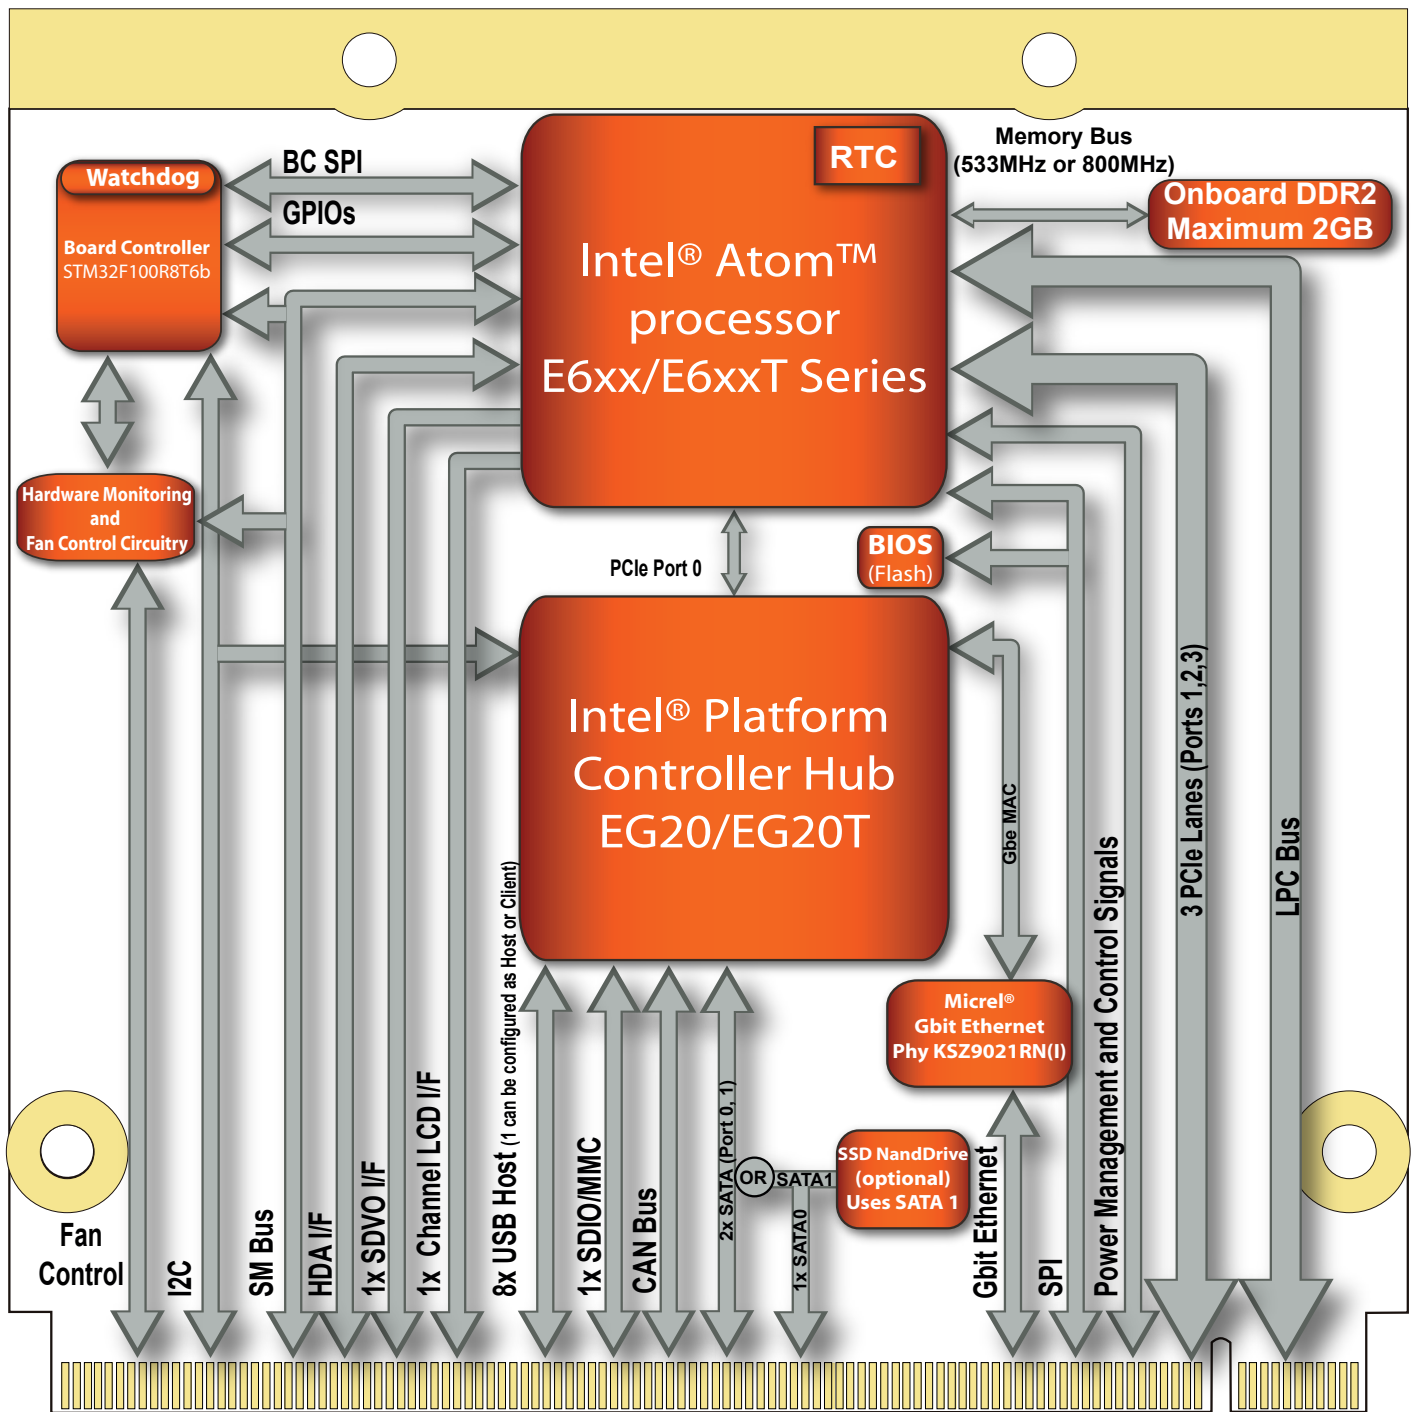 Memory Bus
(533MHz or 800MHz)
RTC
BC SPI
Watchdog
Onboard DDR2
Maximum 2GB
GPIOs
Board Controller
STM32F100R8T6b
Intel® Atom™
processor
E6xx/E6xxT Series
Hardware Monitoring
and
Fan Control Circuitry
BIOS
(Flash)
PCIe Port 0
Intel® Platform
Controller Hub
EG20/EG20T
Gbe MAC
3 PCIe Lanes (Ports 1,2,3)
LPC Bus
Power Management and Control Signals
Micrel®
Gbit Ethernet
Phy KSZ9021RN(I)
SSD NandDrive
(optional)
Uses SATA 1
OR
SATA1
Fan
Control
I2C
SM Bus
HDA I/F
1x SDVO I/F
1x Channel LCD I/F
8x USB Host (1 can be configured as Host or Client)
1x SDIO/MMC
CAN Bus
2x SATA (Port 0, 1)
1x SATA0
Gbit Ethernet
SPI